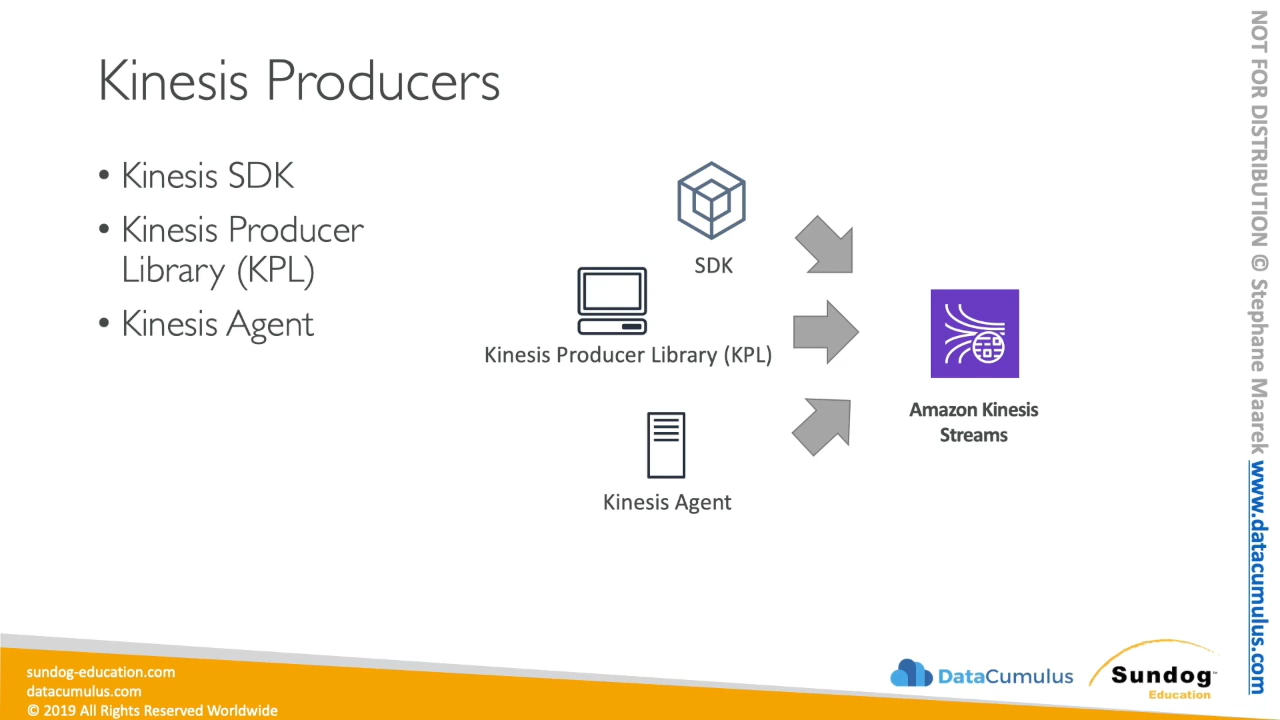 Kinesis Producers
• Kinesis SDK
• Kinesis Producer
Library (KPL)
• Kinesis Agent
SDK
Kinesis Producer Library (KPL)
Kinesis Agent
Amazon Kinesis
Streams
NOT FOR DISTRIBUTION © Stephane Maarek www.datacumulus.com
sundog-education.com
datacumulus.com
© 2019 All Rights Reserved Worldwide
DataCumulus
Sundog™
Education